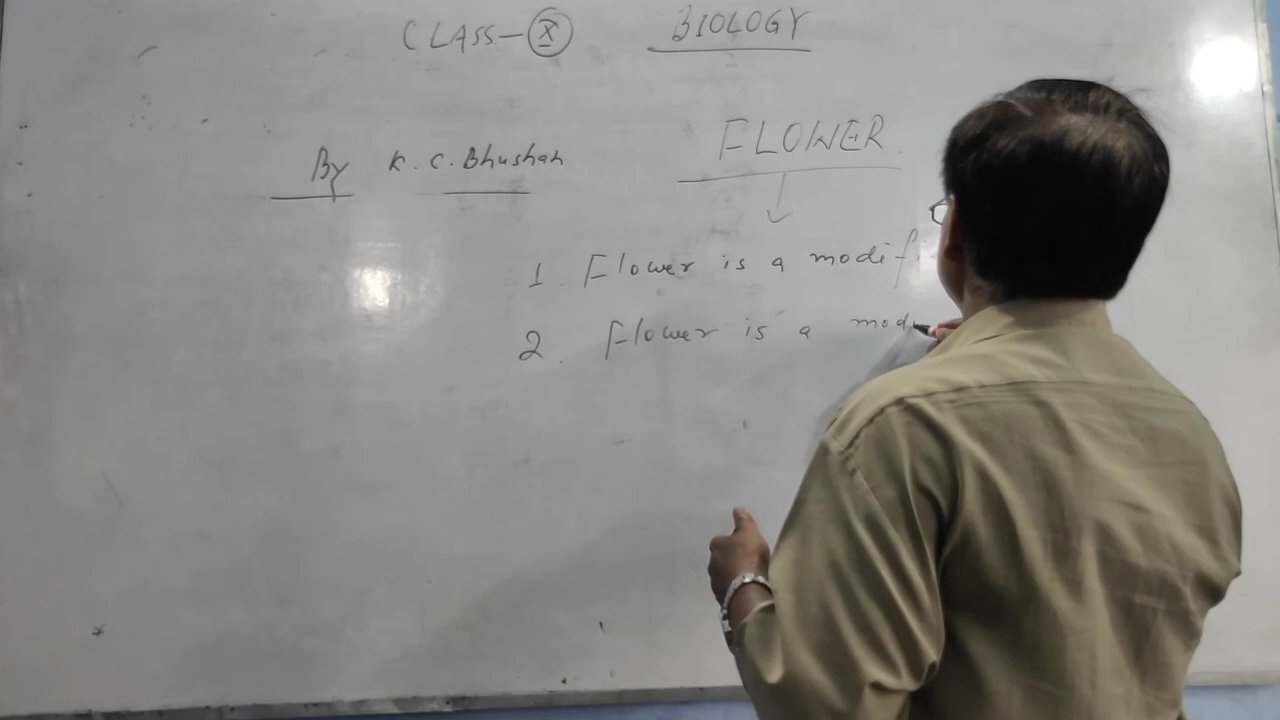 CLASS-X BIOLOGY
FLOWER
By K. C. Bhushan
1. Flower is a modif
2. Flower is a mod